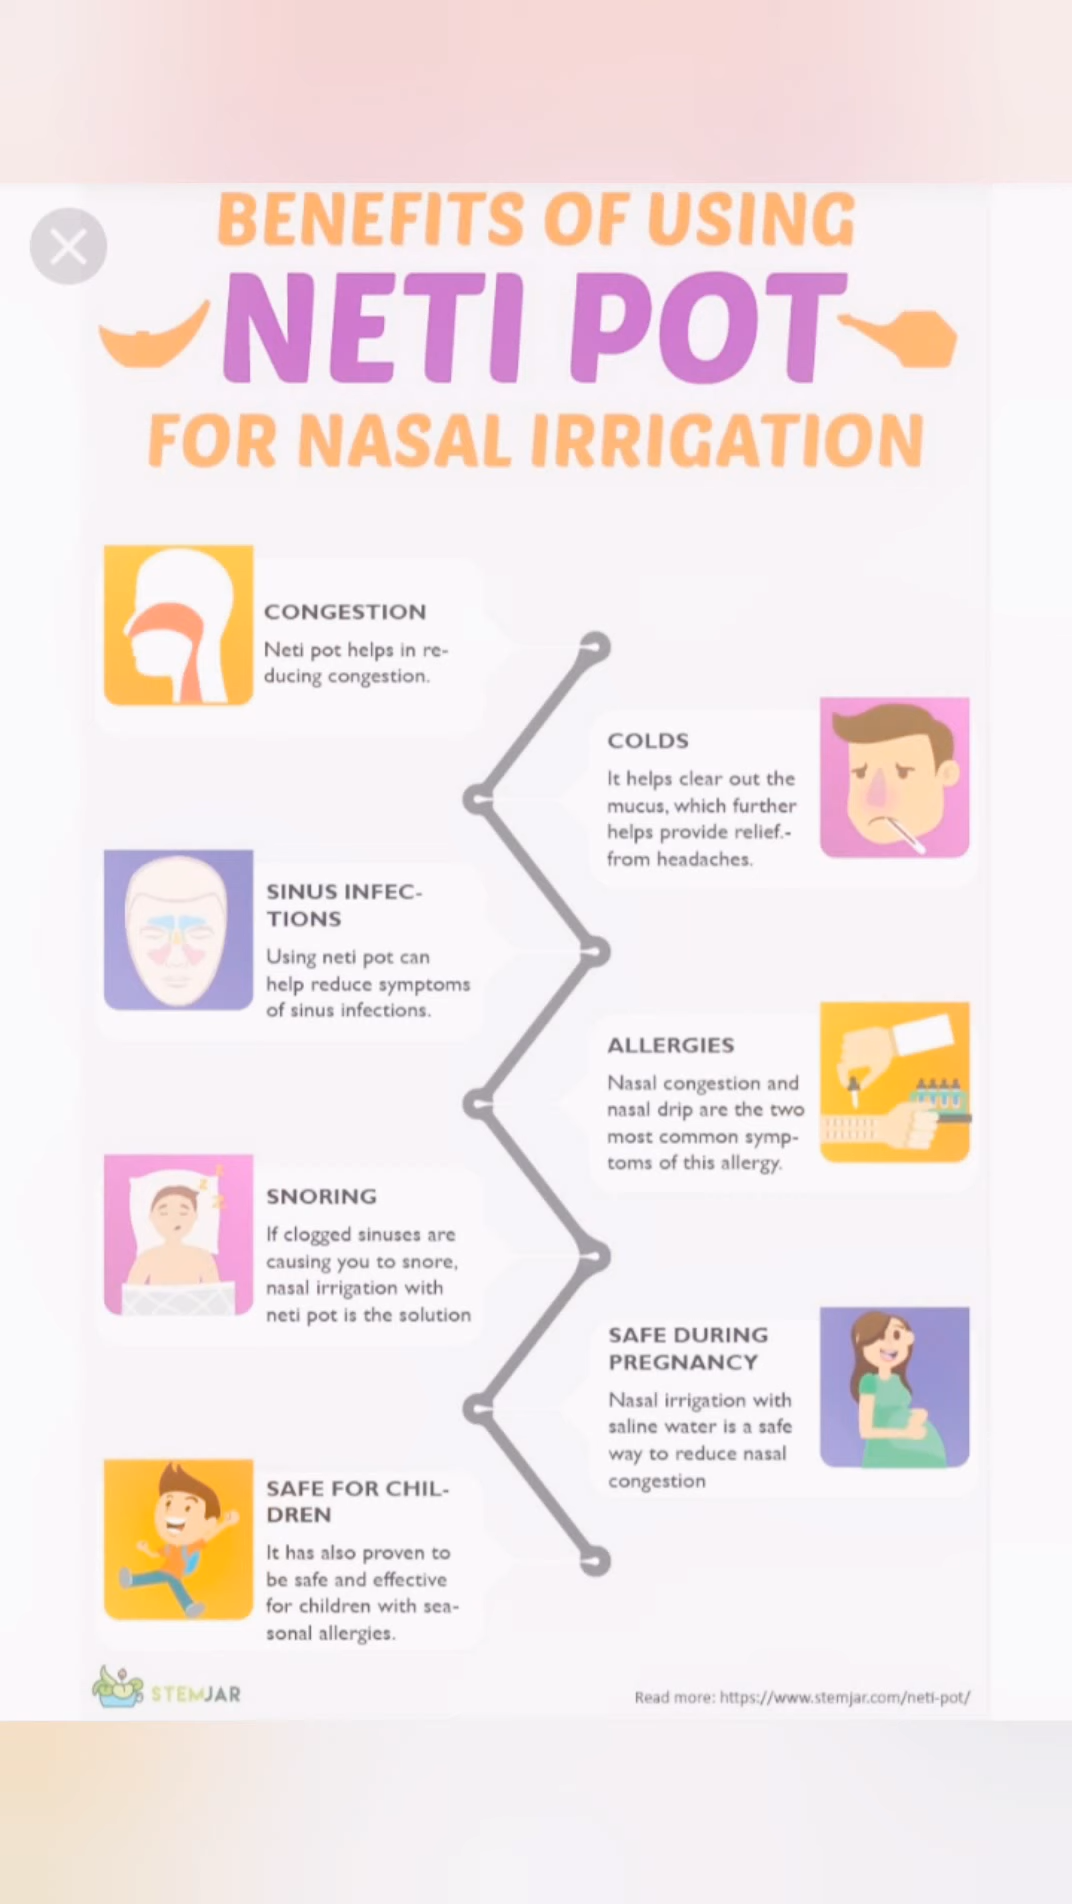 BENEFITS OF USING
NETI POT
FOR NASAL IRRIGATION
CONGESTION
Neti pot helps in re-
ducing congestion.
COLDS
It helps clear out the
mucus, which further
helps provide relief.-
from headaches.
SINUS INFEC-
TIONS
Using neti pot can
help reduce symptoms
of sinus infections.
ALLERGIES
Nasal congestion and
nasal drip are the two
most common symp-
toms of this allergy.
SNORING
z
z
z
If clogged sinuses are
causing you to snore,
nasal irrigation with
neti pot is the solution
SAFE DURING
PREGNANCY
Nasal irrigation with
saline water is a safe
way to reduce nasal
congestion
SAFE FOR CHIL-
DREN
It has also proven to
be safe and effective
for children with sea-
sonal allergies.
STEMJAR
Read more: https://www.stemjar.com/neti-pot/